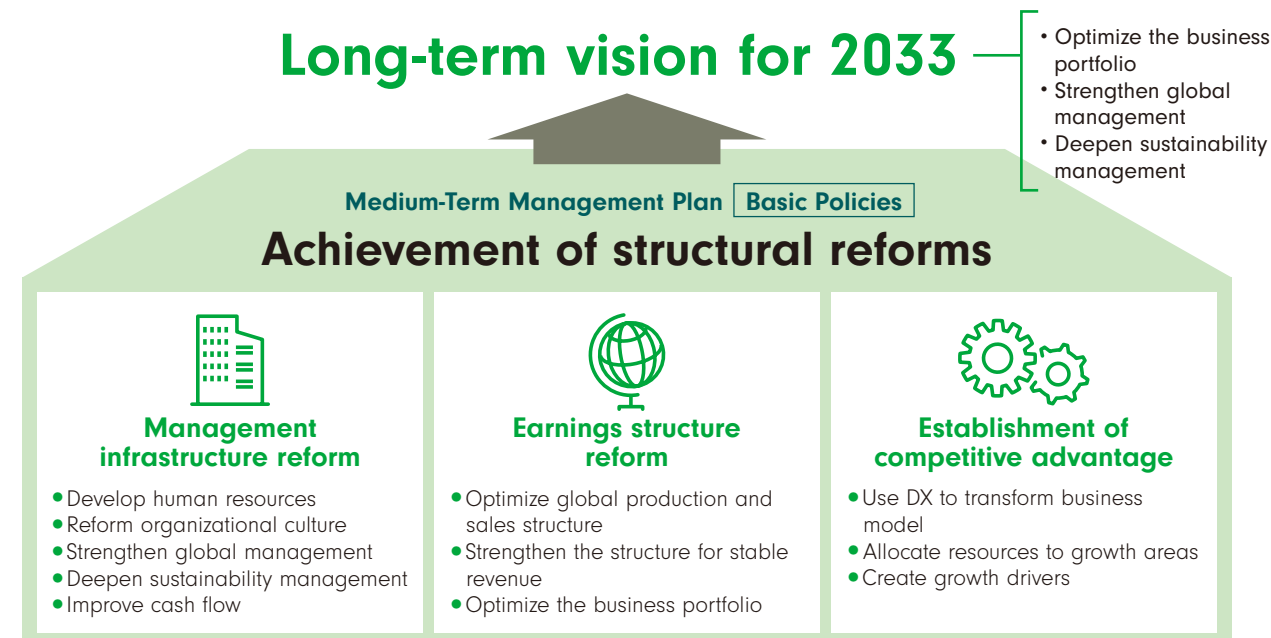 Long-term vision for 2033
• Optimize the business
portfolio
• Strengthen global
management
• Deepen sustainability
management
Medium-Term Management Plan Basic Policies
Achievement of structural reforms
Management
infrastructure reform
• Develop human resources
• Reform organizational culture
• Strengthen global management
• Deepen sustainability management
• Improve cash flow
Earnings structure
reform
• Optimize global production and
sales structure
• Strengthen the structure for stable
revenue
• Optimize the business portfolio
Establishment of
competitive advantage
• Use DX to transform business
model
• Allocate resources to growth areas
• Create growth drivers